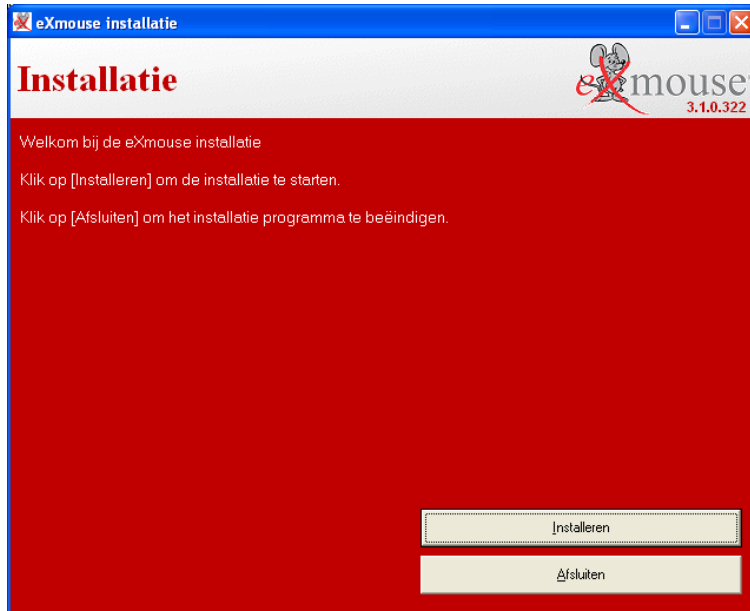 eXmouse installatie
Installatie
eXmouse
3.1.0.322
Welkom bij de eXmouse installatie
Klik op [Installeren] om de installatie te starten.
Klik op [Afsluiten] om het installatie programma te beëindigen.
Installeren
Afsluiten